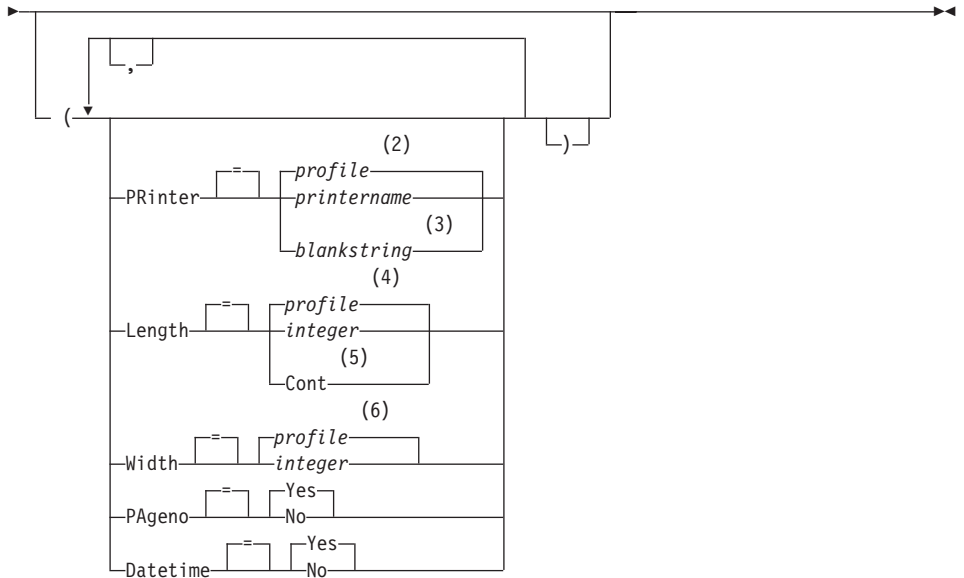 ,
(
)
(2)
=
profile
PRinter
printername
(3)
blankstring
(4)
=
profile
Length
integer
(5)
Cont
(6)
=
profile
Width
integer
=
Yes
PAgeno
No
=
Yes
Datetime
No